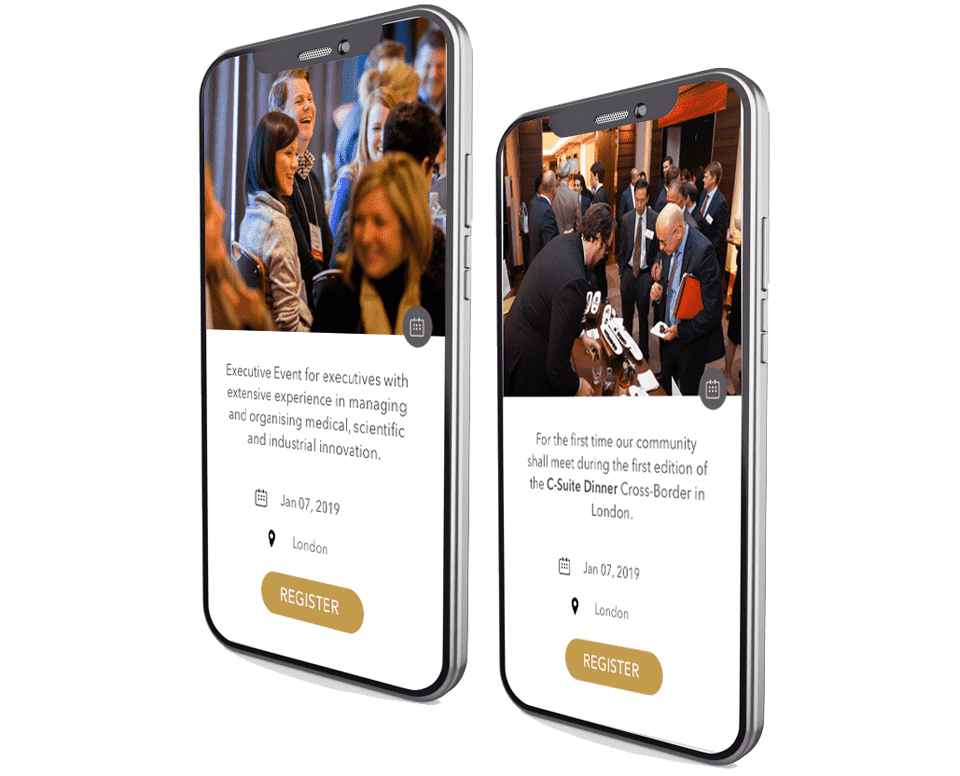 Executive Event for executives with
extensive experience in managing
and organising medical, scientific
and industrial innovation.
Jan 07, 2019
London
REGISTER
For the first time our community
shall meet during the first edition of
the C-Suite Dinner Cross-Border in
London.
Jan 07, 2019
London
REGISTER